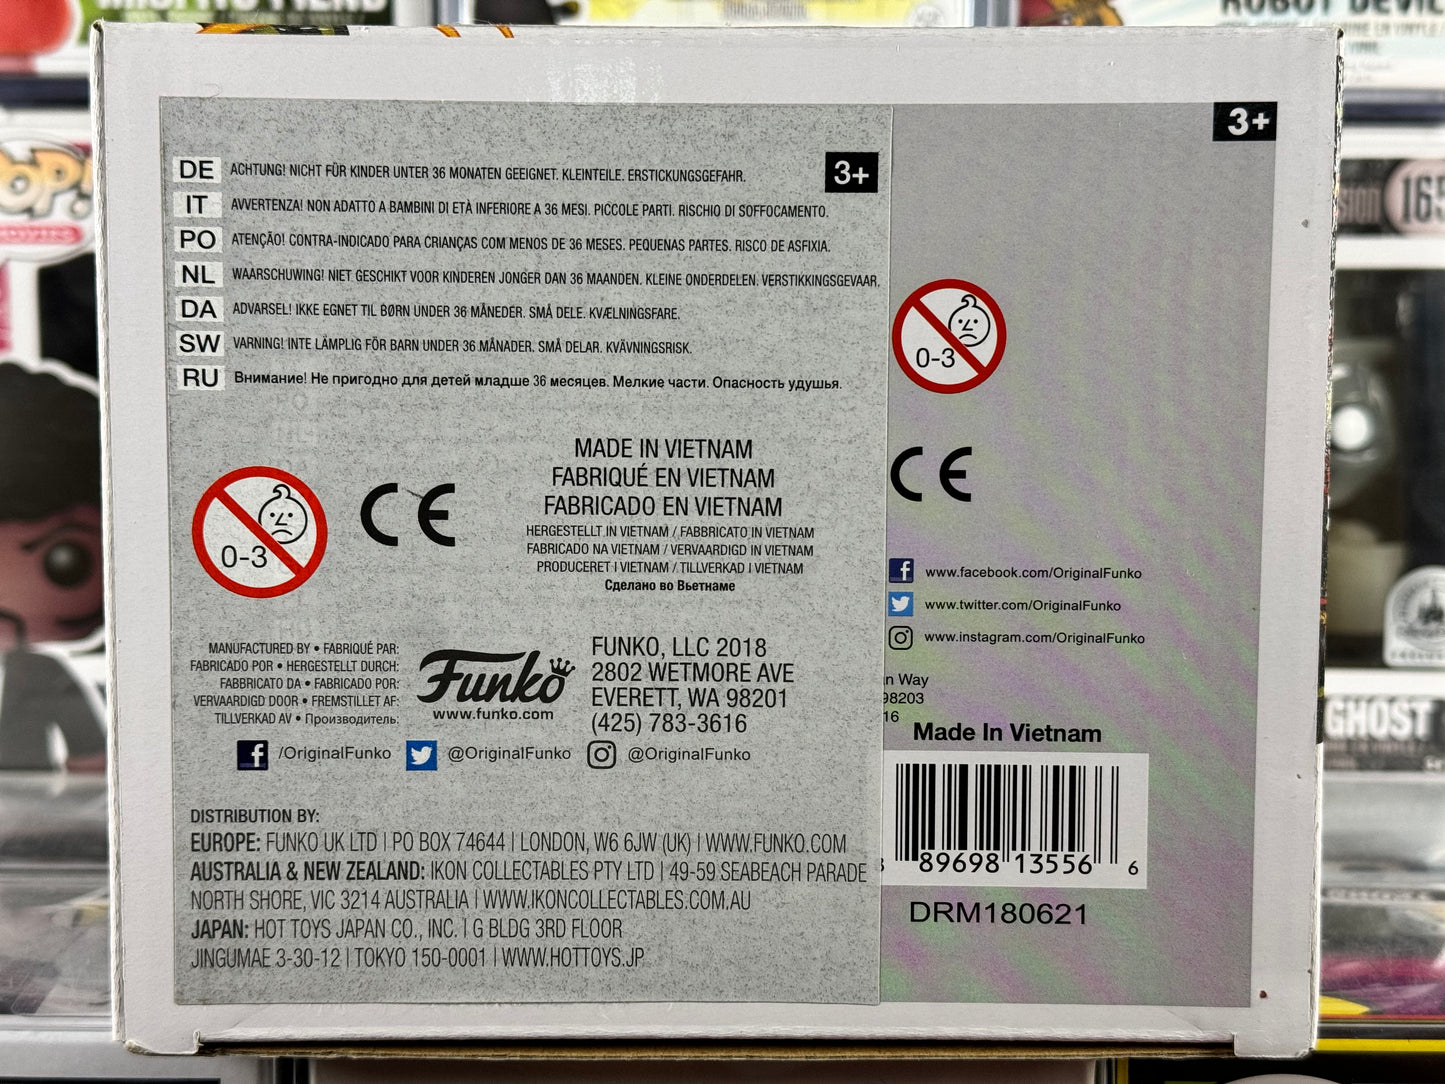 MISFITS FIEND
ROBOT DEVIL
POP!
165
GHOST
3+
3+
DE ACHTUNG! NICHT FÜR KINDER UNTER 36 MONATEN GEEIGNET. KLEINTEILE. ERSTICKUNGSGEFAHR.
IT AVVERTENZA! NON ADATTO A BAMBINI DI ETÀ INFERIORE A 36 MESI. PICCOLE PARTI. RISCHIO DI SOFFOCAMENTO.
PO ATENÇÃO! CONTRA-INDICADO PARA CRIANÇAS COM MENOS DE 36 MESES. PEQUENAS PARTES. RISCO DE ASFIXIA.
NL WAARSCHUWING! NIET GESCHIKT VOOR KINDEREN JONGER DAN 36 MAANDEN. KLEINE ONDERDELEN. VERSTIKKINGSGEVAAR.
DA ADVARSEL! IKKE EGNET TIL BØRN UNDER 36 MÅNEDER. SMÅ DELE. KVÆLNINGSFARE.
SW VARNING! INTE LÄMPLIG FÖR BARN UNDER 36 MÅNADER. SMÅ DELAR. KVÄVNINGSRISK.
RU Внимание! Не пригодно для детей младше 36 месяцев. Мелкие части. Опасность удушья.
0-3
CE
MADE IN VIETNAM
FABRIQUÉ EN VIETNAM
FABRICADO EN VIETNAM
HERGESTELLT IN VIETNAM / FABBRICATO IN VIETNAM
FABRICADO NA VIETNAM / VERVAARDIGD IN VIETNAM
PRODUCERET I VIETNAM / TILLVERKAD I VIETNAM
Сделано во Вьетнаме
MANUFACTURED BY • FABRIQUÉ PAR:
FABRICADO POR • HERGESTELLT DURCH:
FABBRICATO DA • FABRICADO POR:
VERVAARDIGD DOOR • FREMSTILLET AF:
TILLVERKAD AV • Производитель:
Funko
www.funko.com
FUNKO, LLC 2018
2802 WETMORE AVE
EVERETT, WA 98201
(425) 783-3616
/OriginalFunko @OriginalFunko @OriginalFunko
DISTRIBUTION BY:
EUROPE: FUNKO UK LTD | PO BOX 74644 | LONDON, W6 6JW (UK) | WWW.FUNKO.COM
AUSTRALIA & NEW ZEALAND: IKON COLLECTABLES PTY LTD | 49-59 SEABEACH PARADE
NORTH SHORE, VIC 3214 AUSTRALIA | WWW.IKONCOLLECTABLES.COM.AU
JAPAN: HOT TOYS JAPAN CO., INC. | G BLDG 3RD FLOOR
JINGUMAE 3-30-12 | TOKYO 150-0001 | WWW.HOTTOYS.JP
0-3
CE
www.facebook.com/OriginalFunko
www.twitter.com/OriginalFunko
www.instagram.com/OriginalFunko
Way
98203
16
Made In Vietnam
89698 13556 6
DRM180621